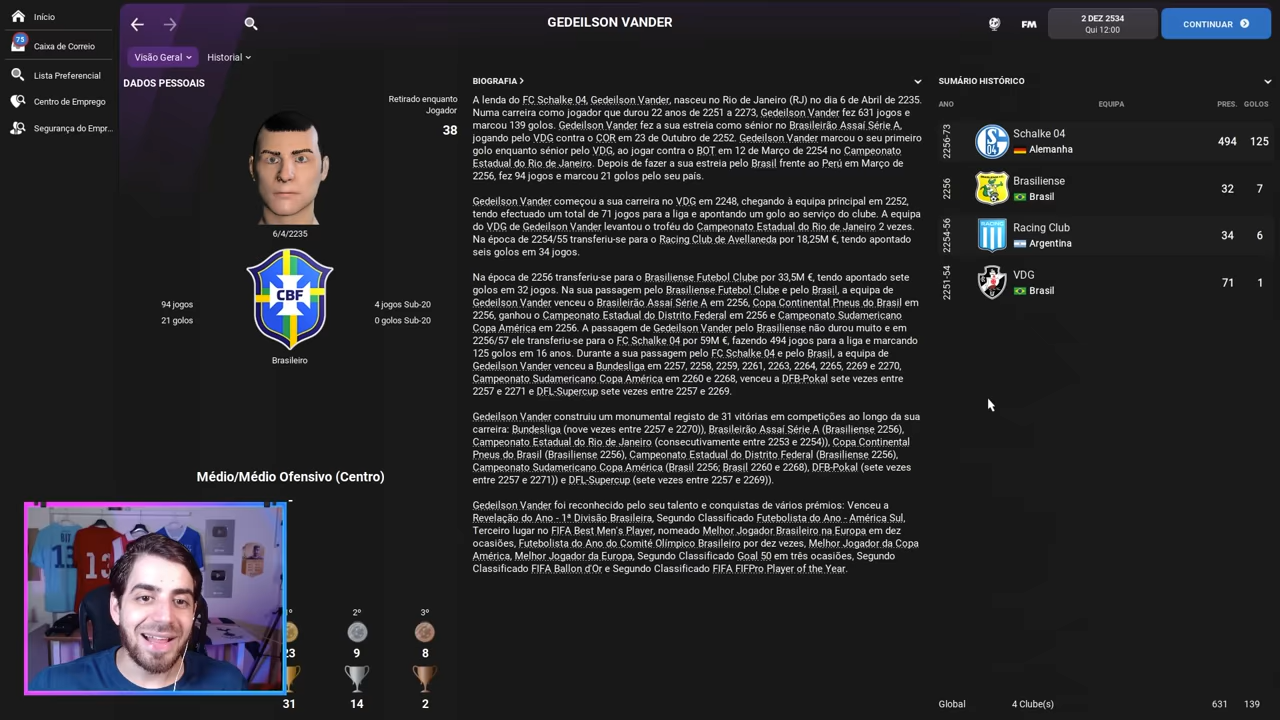 Início
75
Caixa de Correio
Lista Preferencial
Centro de Emprego
Segurança do Empr...
GEDEILSON VANDER
FM
2 DEZ 2534
Qui 12:00
CONTINUAR
Visão Geral
Historial
DADOS PESSOAIS
Retirado enquanto
Jogador
38
6/4/2235
CBF
94 jogos
21 golos
4 jogos Sub-20
0 golos Sub-20
Brasileiro
Médio/Médio Ofensivo (Centro)
1º
2º
3º
23
9
8
31
14
2
BIOGRAFIA
A lenda do FC Schalke 04, Gedeilson Vander, nasceu no Rio de Janeiro (RJ) no dia 6 de Abril de 2235.
Numa carreira como jogador que durou 22 anos de 2251 a 2273, Gedeilson Vander fez 631 jogos e
marcou 139 golos. Gedeilson Vander fez a sua estreia como sénior no Brasileirão Assaí Série A,
jogando pelo VDG contra o COR em 23 de Outubro de 2252. Gedeilson Vander marcou o seu primeiro
golo enquanto sénior pelo VDG, ao jogar contra o BOT em 12 de Março de 2254 no Campeonato
Estadual do Rio de Janeiro. Depois de fazer a sua estreia pelo Brasil frente ao Perú em Março de
2256, fez 94 jogos e marcou 21 golos pelo seu país.
Gedeilson Vander começou a sua carreira no VDG em 2248, chegando à equipa principal em 2252,
tendo efectuado um total de 71 jogos para a liga e apontando um golo ao serviço do clube. A equipa
do VDG de Gedeilson Vander levantou o troféu do Campeonato Estadual do Rio de Janeiro 2 vezes.
Na época de 2254/55 transferiu-se para o Racing Club de Avellaneda por 18,25M €, tendo apontado
seis golos em 34 jogos.
Na época de 2256 transferiu-se para o Brasiliense Futebol Clube por 33,5M €, tendo apontado sete
golos em 32 jogos. Na sua passagem pelo Brasiliense Futebol Clube e pelo Brasil, a equipa de
Gedeilson Vander venceu o Brasileirão Assaí Série A em 2256, Copa Continental Pneus do Brasil em
2256, ganhou o Campeonato Estadual do Distrito Federal em 2256 e Campeonato Sudamericano
Copa América em 2256. A passagem de Gedeilson Vander pelo Brasiliense não durou muito e em
2256/57 ele transferiu-se para o FC Schalke 04 por 59M €, fazendo 494 jogos para a liga e marcando
125 golos em 16 anos. Durante a sua passagem pelo FC Schalke 04 e pelo Brasil, a equipa de
Gedeilson Vander venceu a Bundesliga em 2257, 2258, 2259, 2261, 2263, 2264, 2265, 2269 e 2270,
Campeonato Sudamericano Copa América em 2260 e 2268, venceu a DFB-Pokal sete vezes entre
2257 e 2271 e DFL-Supercup sete vezes entre 2257 e 2269.
Gedeilson Vander construiu um monumental registo de 31 vitórias em competições ao longo da sua
carreira: Bundesliga (nove vezes entre 2257 e 2270)), Brasileirão Assaí Série A (Brasiliense 2256),
Campeonato Estadual do Rio de Janeiro (consecutivamente entre 2253 e 2254)), Copa Continental
Pneus do Brasil (Brasiliense 2256), Campeonato Estadual do Distrito Federal (Brasiliense 2256),
Campeonato Sudamericano Copa América (Brasil 2256; Brasil 2260 e 2268), DFB-Pokal (sete vezes
entre 2257 e 2271)) e DFL-Supercup (sete vezes entre 2257 e 2269)).
Gedeilson Vander foi reconhecido pelo seu talento e conquistas de vários prémios: Venceu a
Revelação do Ano - 1ª Divisão Brasileira, Segundo Classificado Futebolista do Ano - América Sul,
Terceiro lugar no FIFA Best Men's Player, nomeado Melhor Jogador Brasileiro na Europa em dez
ocasiões, Futebolista do Ano do Comité Olímpico Brasileiro por dez vezes, Melhor Jogador da Copa
América, Melhor Jogador da Europa, Segundo Classificado Goal 50 em três ocasiões, Segundo
Classificado FIFA Ballon d'Or e Segundo Classificado FIFA FIFPro Player of the Year.
SUMÁRIO HISTÓRICO
ANO EQUIPA PRES. GOLOS
2256-73 Schalke 04 Alemanha 494 125
2256 Brasiliense Brasil 32 7
2254-56 Racing Club Argentina 34 6
2251-54 VDG Brasil 71 1
Global 4 Clube(s) 631 139